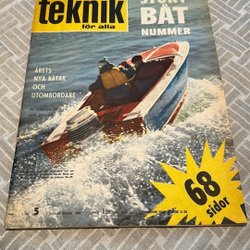 teknik
för alla
STORT
BÅT
NUMMER
ÅRETS
NYA BÅTAR
OCH
UTOMBORDARE
68
sidor
5